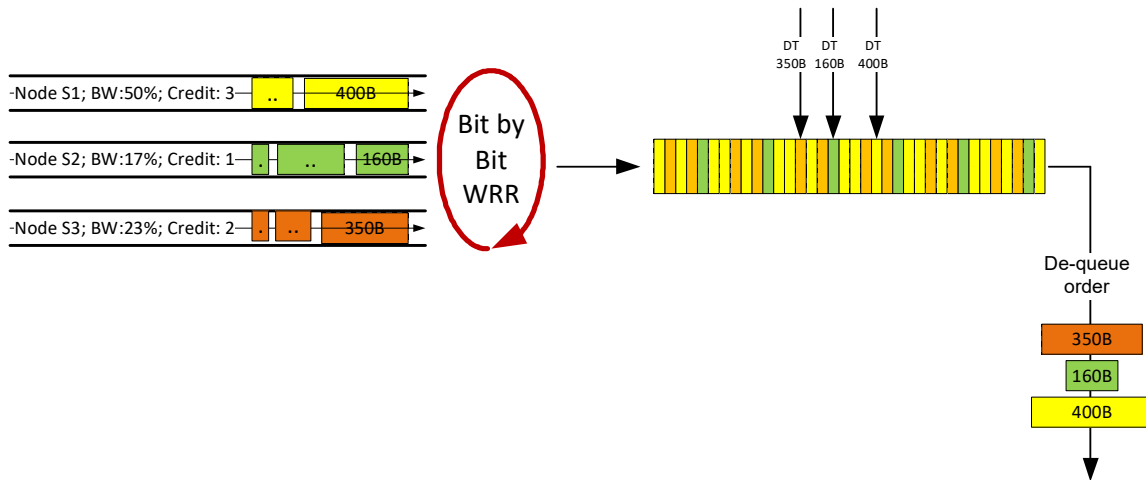 DT
350B
DT
160B
DT
400B
Node S1; BW:50%; Credit: 3
..
400B
Node S2; BW:17%; Credit: 1
.
..
160B
Node S3; BW:23%; Credit: 2
.
..
350B
Bit by
Bit
WRR
De-queue
order
350B
160B
400B